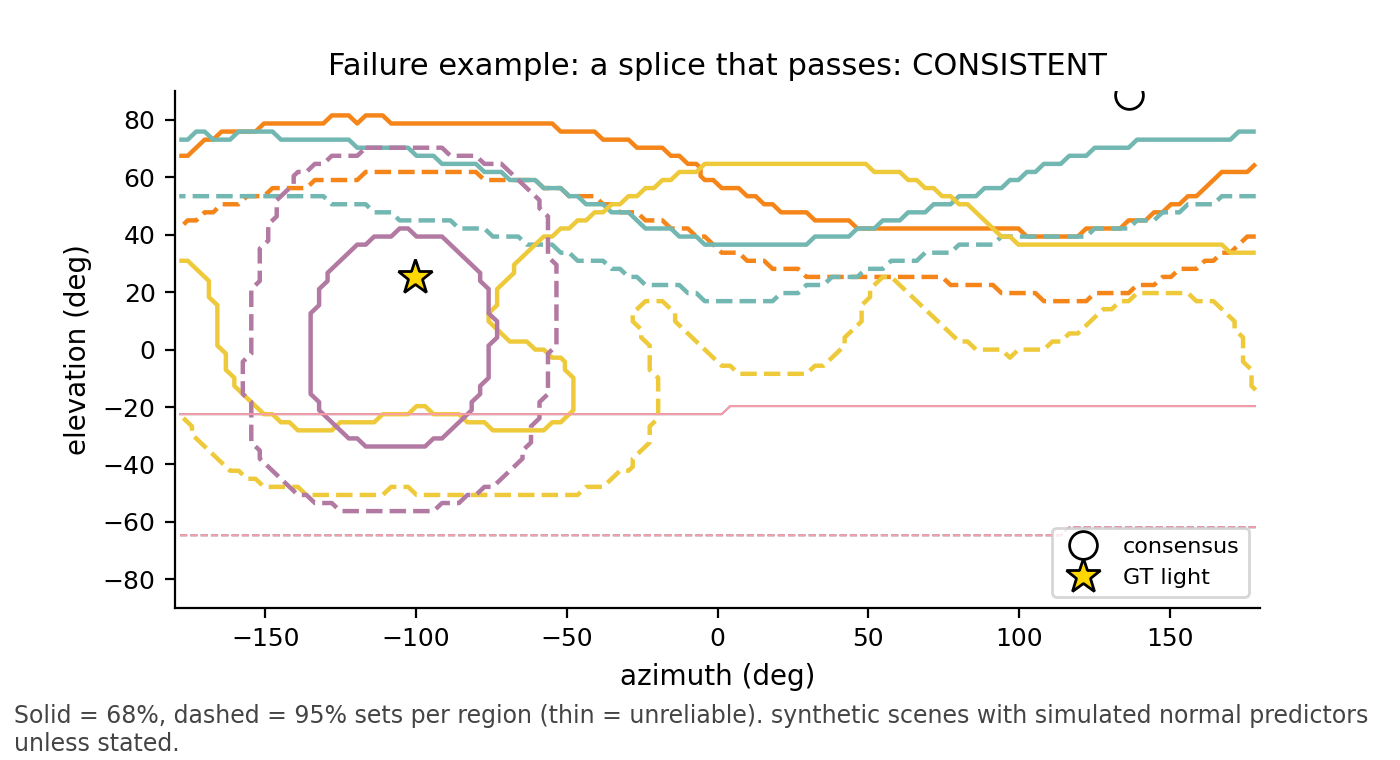 Failure example: a splice that passes: CONSISTENT
80
60
40
20
0
−20
−40
−60
−80
elevation (deg)
consensus
GT light
−150
−100
−50
0
50
100
150
azimuth (deg)
Solid = 68%, dashed = 95% sets per region (thin = unreliable). synthetic scenes with simulated normal predictors
unless stated.